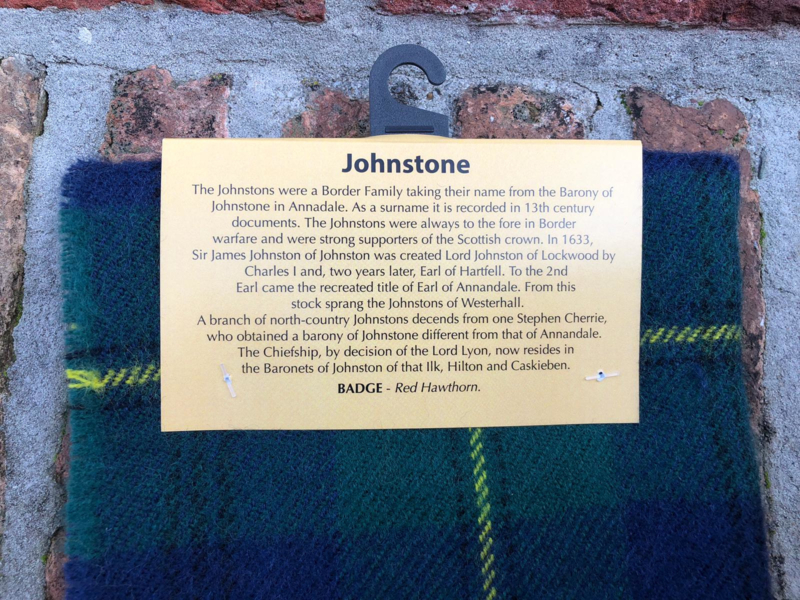 Johnstone
The Johnstons were a Border Family taking their name from the Barony of
Johnstone in Annadale. As a surname it is recorded in 13th century
documents. The Johnstons were always to the fore in Border
warfare and were strong supporters of the Scottish crown. In 1633,
Sir James Johnston of Johnston was created Lord Johnston of Lockwood by
Charles I and, two years later, Earl of Hartfell. To the 2nd
Earl came the recreated title of Earl of Annandale. From this
stock sprang the Johnstons of Westerhall.
A branch of north-country Johnstons decends from one Stephen Cherrie,
who obtained a barony of Johnstone different from that of Annandale.
The Chiefship, by decision of the Lord Lyon, now resides in
the Baronets of Johnston of that Ilk, Hilton and Caskieben.
BADGE - Red Hawthorn.